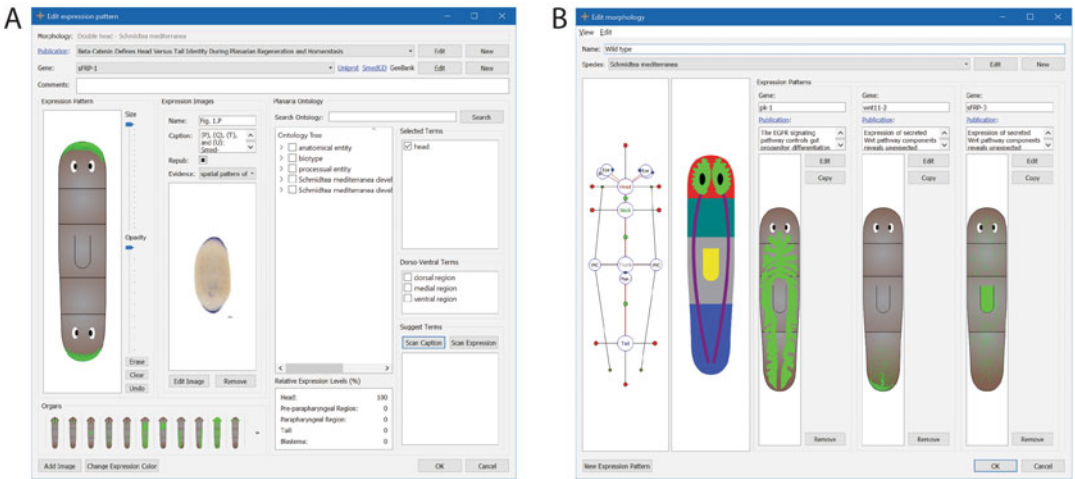 A
Edit expression pattern
Morphology: Double head - Schmidtea mediterranea
Publication: Beta-Catenin Defines Head Versus Tail Identity During Planarian Regeneration and Homeostasis Edit New
Gene: sFRP-1 Uniprot SmedGD GenBank Edit New
Comments:
Expression Pattern Expression Images Planaria Ontology
Size
Name: Fig. 1.P
Search Ontology: Search
Caption: (P), (Q), (T), and (U): Smed-
Ontology Tree
Selected Terms
anatomical entity
head
biotype
Repub:
processual entity
Evidence: spatial pattern of
Schmidtea mediterranea devel
Schmidtea mediterranea devel
Opacity
Dorso-Ventral Terms
dorsal region
medial region
ventral region
Suggest Terms
Scan Caption Scan Expression
Erase
Clear
Undo
Edit Image Remove
Relative Expression Levels (%)
Head: 100
Pre-parapharyngeal Region: 0
Parapharyngeal Region: 0
Tail: 0
Blastema: 0
Organs
Add Image Change Expression Color OK Cancel
B
Edit morphology
View Edit
Name: Wild type
Species: Schmidtea mediterranea Edit New
Expression Patterns
Gene: Gene: Gene:
pk-1 wnt11-2 sFRP-3
Publication: Publication: Publication:
The EGFR signaling pathway controls gut progenitor differentiation
Expression of secreted Wnt pathway components reveals unexpected
Expression of secreted Wnt pathway components reveals unexpected
Edit Edit Edit
Copy Copy Copy
Head
Neck
Trunk
Tail
Remove Remove Remove
New Expression Pattern OK Cancel